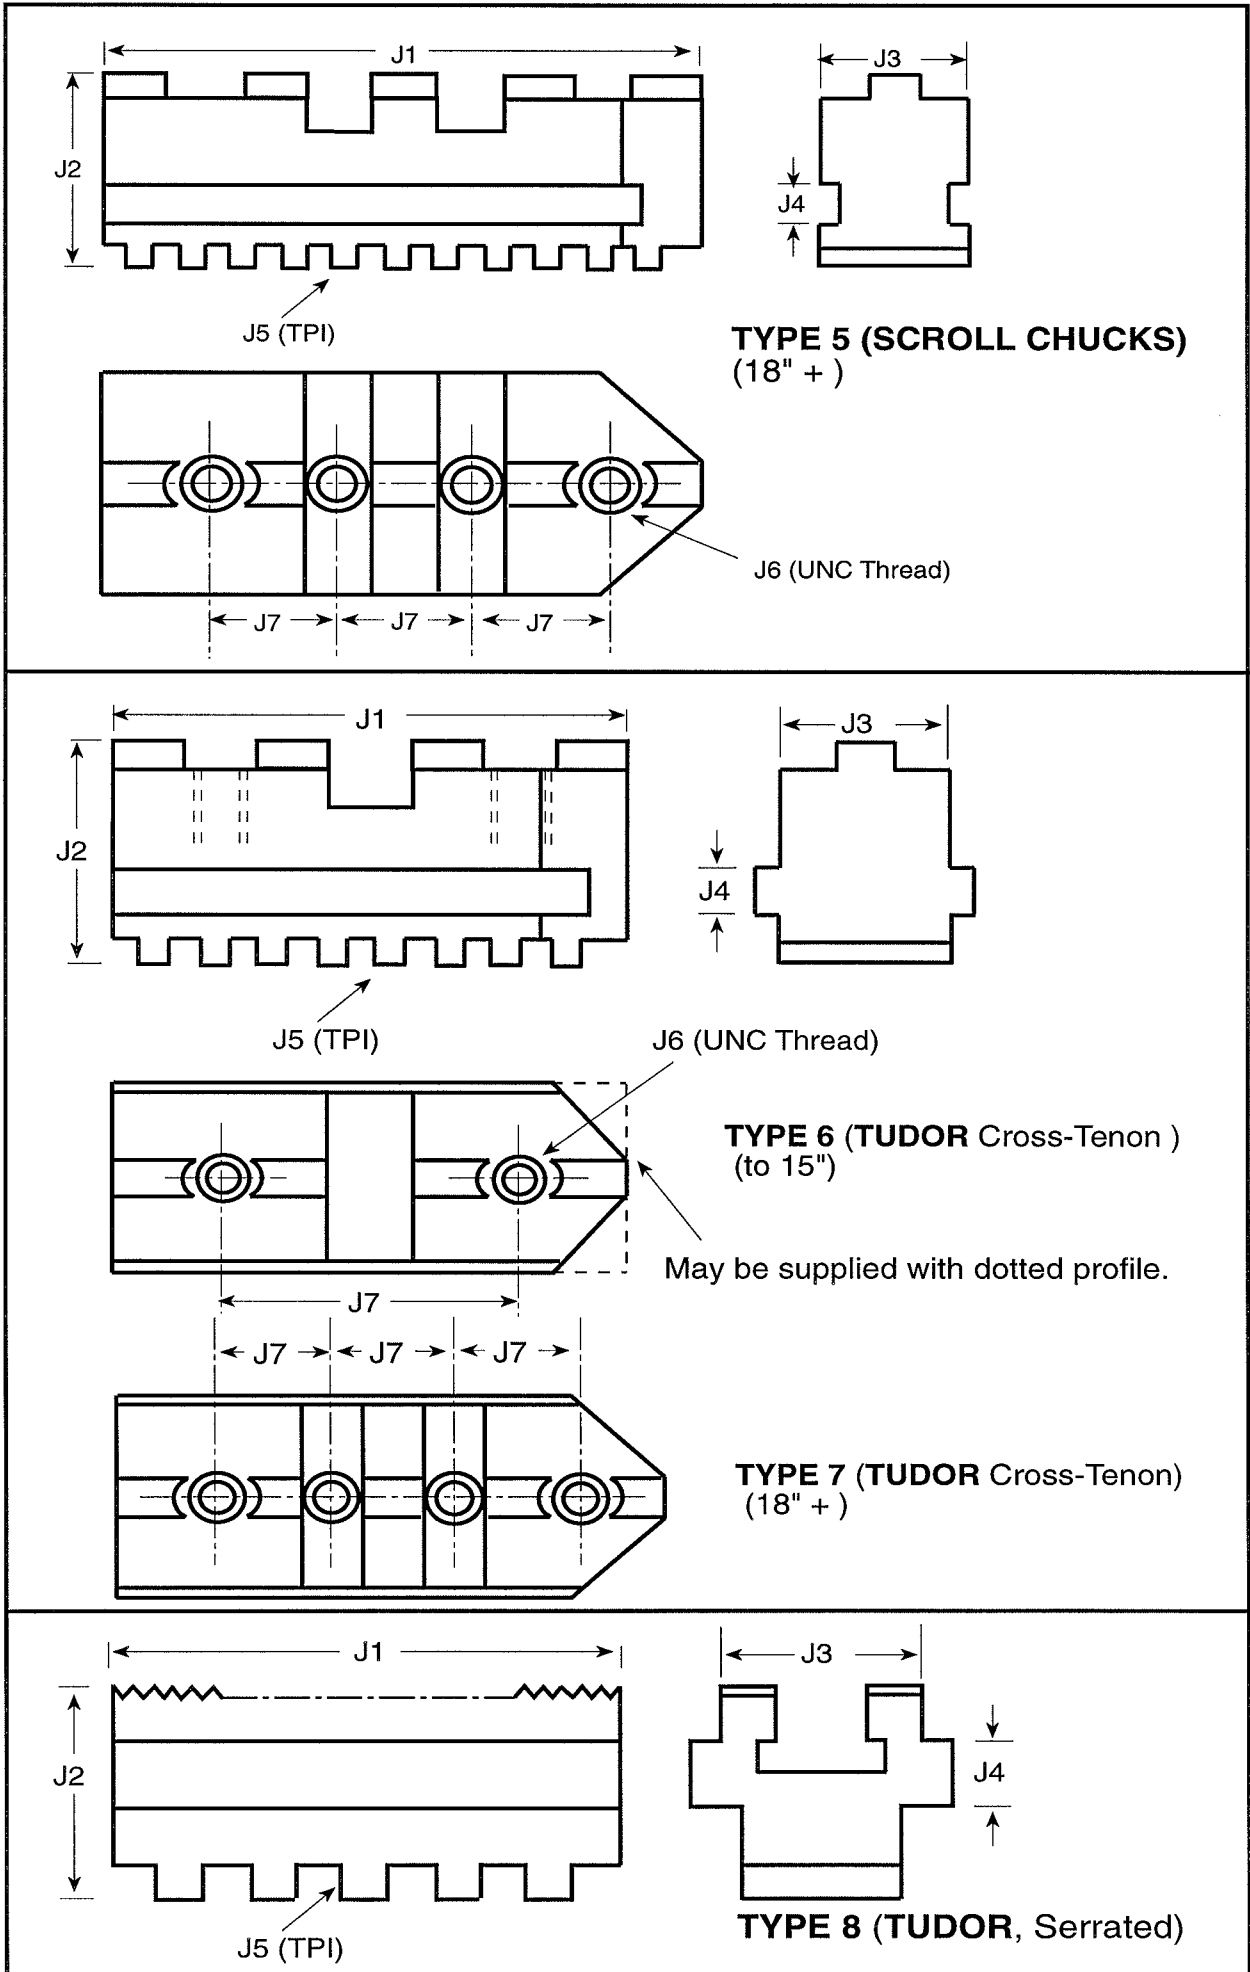 J1
J3
J2
J4
J5 (TPI)
TYPE 5 (SCROLL CHUCKS)
(18" + )
J6 (UNC Thread)
J7 J7 J7
J1
J3
J2
J4
J5 (TPI)
J6 (UNC Thread)
TYPE 6 (TUDOR Cross-Tenon )
(to 15")
May be supplied with dotted profile.
J7
J7 J7 J7
TYPE 7 (TUDOR Cross-Tenon)
(18" + )
J1
J3
J2
J4
J5 (TPI)
TYPE 8 (TUDOR, Serrated)